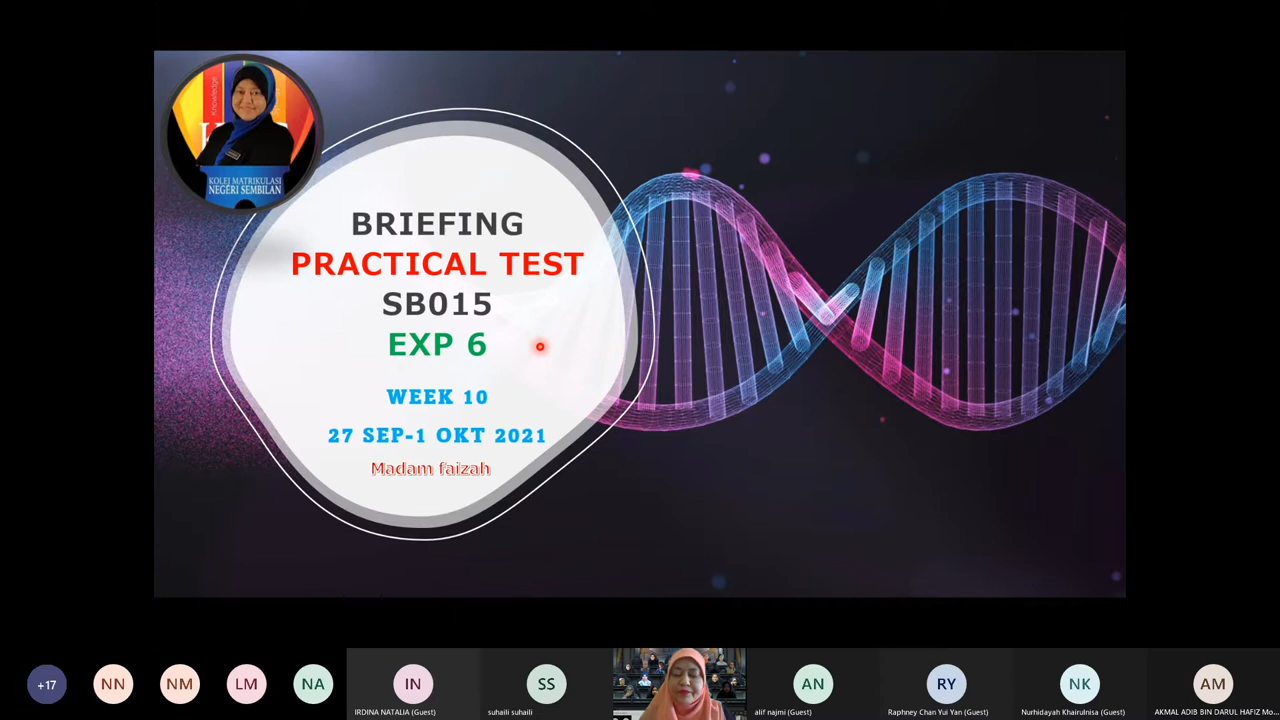 Knowledge
KOLEJ MATRIKULASI
NEGERI SEMBILAN
BRIEFING
PRACTICAL TEST
SB015
EXP 6
WEEK 10
27 SEP-1 OKT 2021
Madam faizah
+17
NN
NM
LM
NA
IN
SS
AN
RY
NK
AM
IRDINA NATALIA (Guest)
suhaili suhaili
alif najmi (Guest)
Raphney Chan Yui Yan (Guest)
Nurhidayah Khairulnisa (Guest)
AKMAL ADIB BIN DARUL HAFIZ Mo...